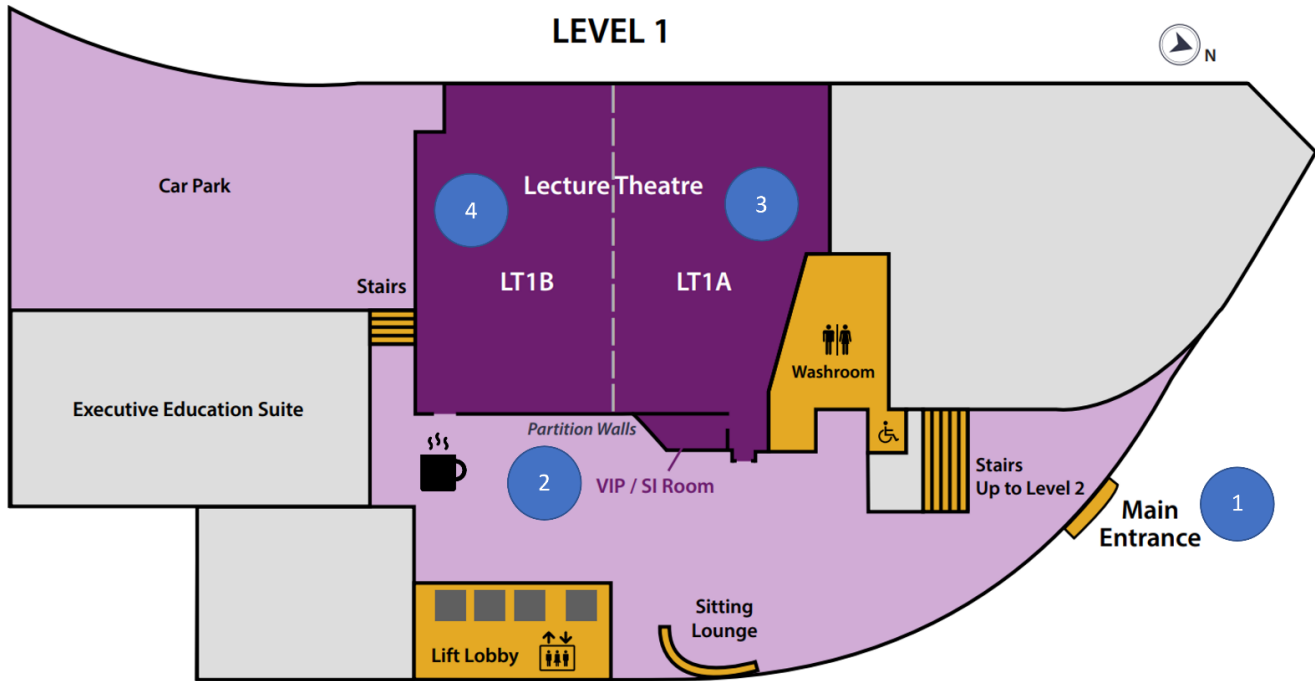 LEVEL 1
N
Car Park
Lecture Theatre
4
3
Stairs
LT1B
LT1A
Washroom
Executive Education Suite
Partition Walls
2
VIP / SI Room
Stairs
Up to Level 2
Main
Entrance
1
Sitting
Lounge
Lift Lobby